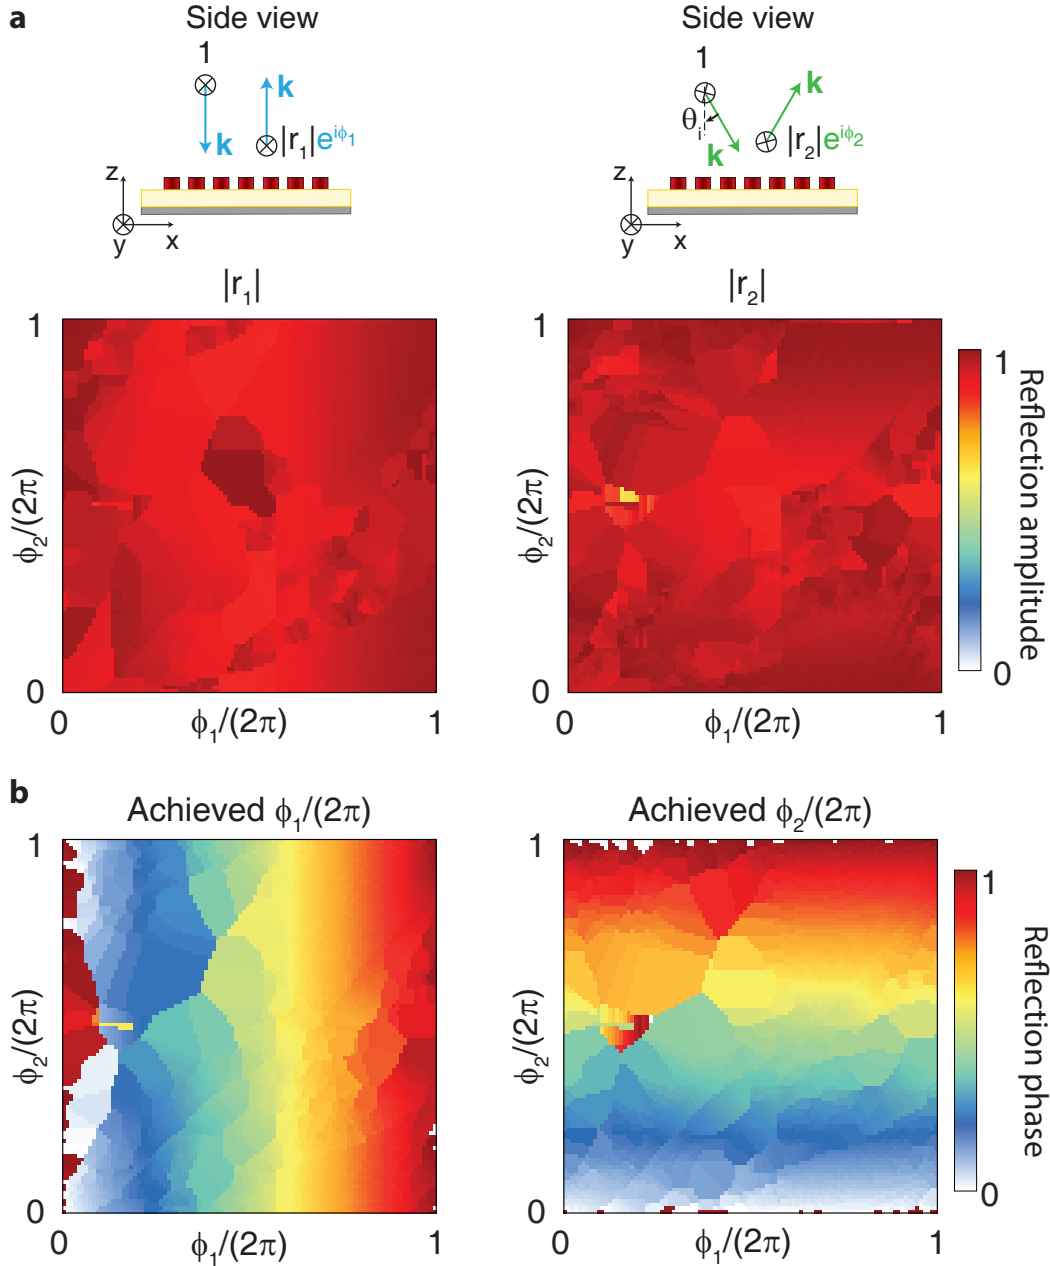 a
Side view
Side view
1
k
k
|r₁|e^iϕ₁
z
y
x
1
θᵢ
k
k
|r₂|e^iϕ₂
z
y
x
|r₁|
|r₂|
1
ϕ₂/(2π)
0
0
ϕ₁/(2π)
1
1
ϕ₂/(2π)
0
0
ϕ₁/(2π)
1
1
0
Reflection amplitude
b
Achieved ϕ₁/(2π)
Achieved ϕ₂/(2π)
1
ϕ₂/(2π)
0
0
ϕ₁/(2π)
1
1
ϕ₂/(2π)
0
0
ϕ₁/(2π)
1
1
0
Reflection phase